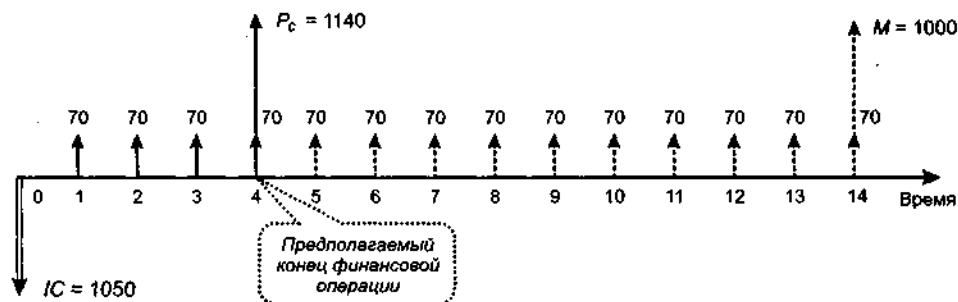 P_c = 1140
M = 1000
70 70 70 70 70 70 70 70 70 70 70 70 70 70
0 1 2 3 4 5 6 7 8 9 10 11 12 13 14 Время
Предполагаемый
конец финансовой
операции
IC = 1050